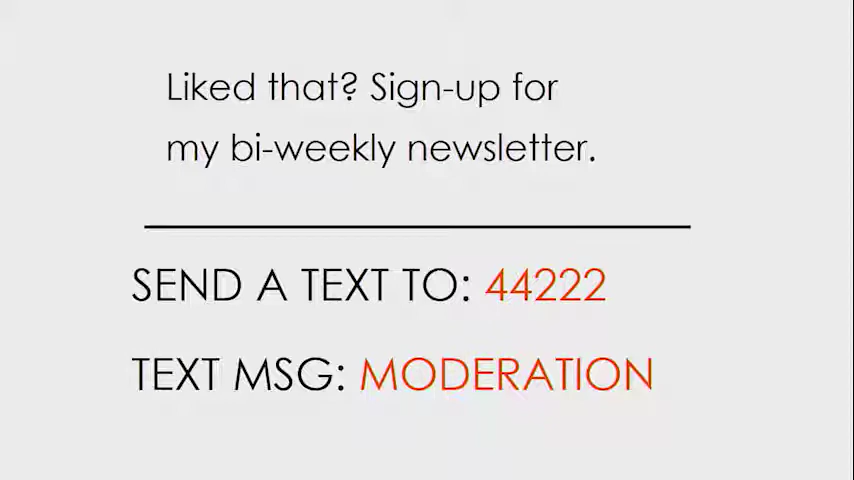 Liked that? Sign-up for
my bi-weekly newsletter.
SEND A TEXT TO: 44222
TEXT MSG: MODERATION